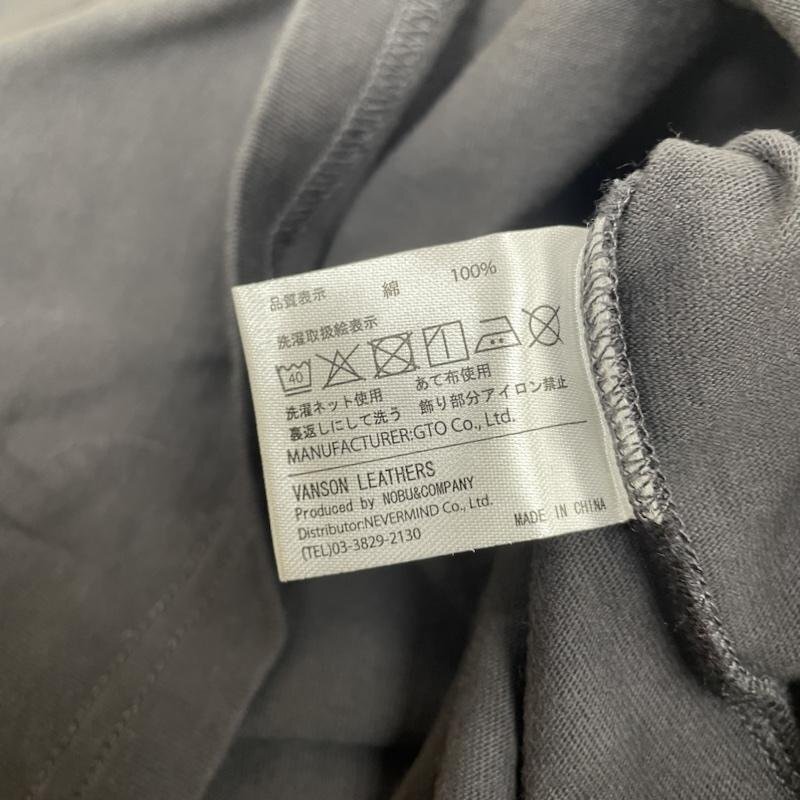 品質表示 綿 100%
洗濯取扱絵表示
40
洗濯ネット使用 あて布使用
裏返しにして洗う 飾り部分アイロン禁止
MANUFACTURER:GTO Co., Ltd.
VANSON LEATHERS
Produced by NOBU&COMPANY
Distributor:NEVERMIND Co., Ltd.
(TEL)03-3829-2130 MADE IN CHINA